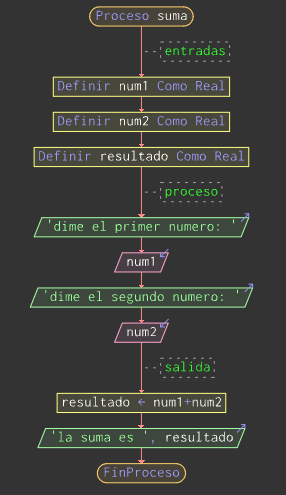 Proceso suma
entradas
Definir num1 Como Real
Definir num2 Como Real
Definir resultado Como Real
proceso
'dime el primer numero: '
num1
'dime el segundo numero: '
num2
salida
resultado ← num1+num2
'la suma es ', resultado
FinProceso